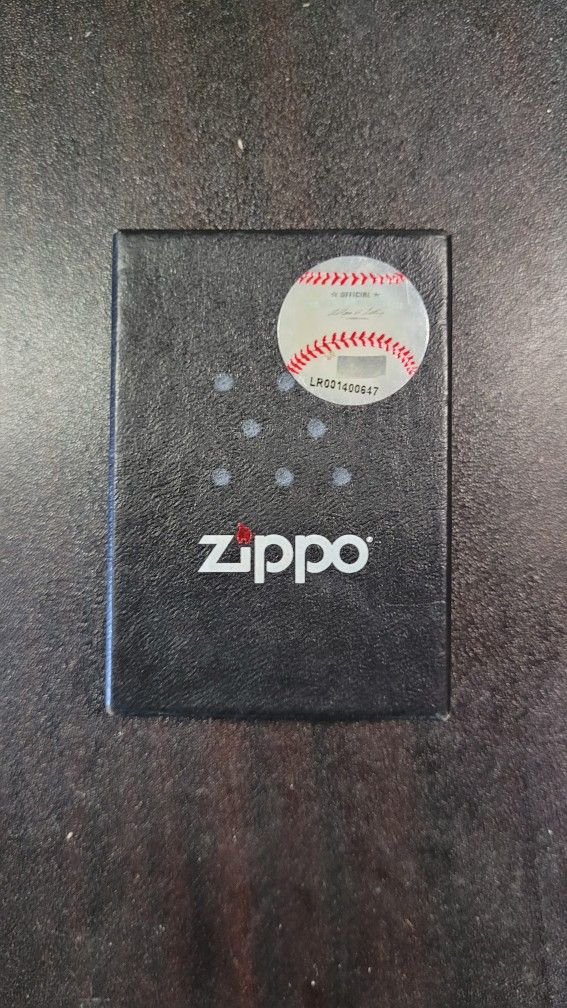 ☆ OFFICIAL ☆
LR001400647
zippo